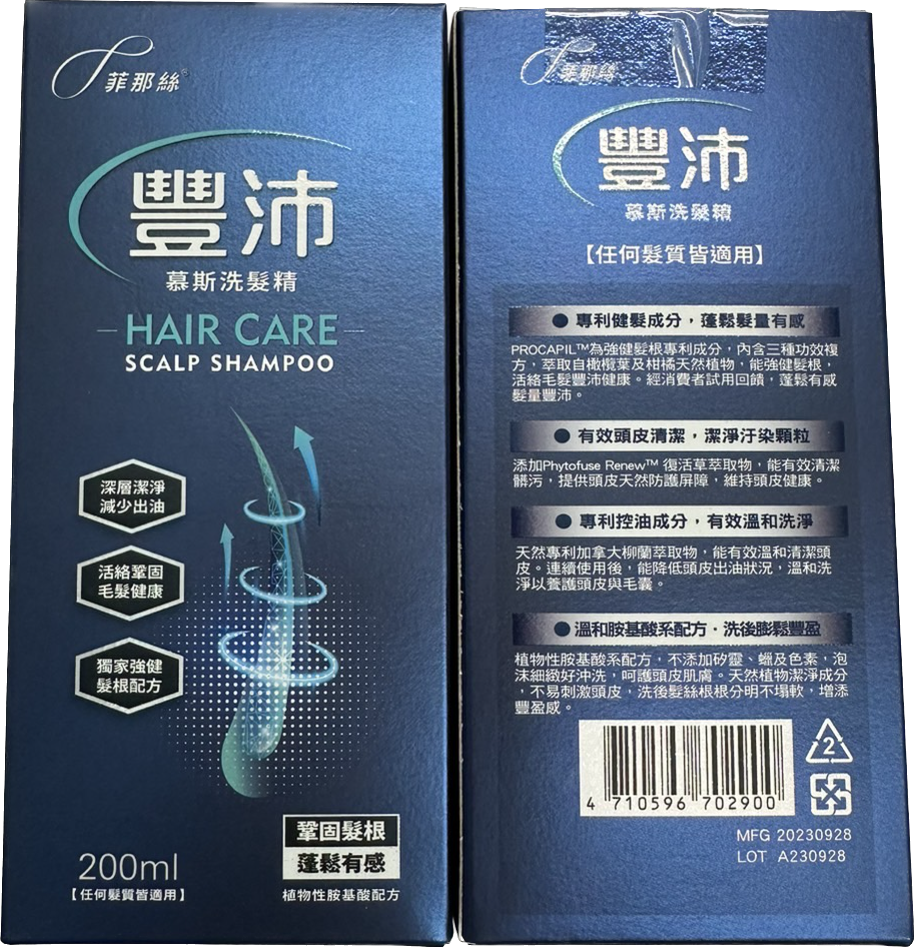 菲那絲®
豐沛
慕斯洗髮精
HAIR CARE
SCALP SHAMPOO
深層潔淨
減少出油
活絡鞏固
毛髮健康
獨家強健
髮根配方
200ml
【任何髮質皆適用】
鞏固髮根
蓬鬆有感
植物性胺基酸配方
菲那絲
豐沛
慕斯洗髮精
【任何髮質皆適用】
● 專利健髮成分，蓬鬆髮量有感
PROCAPIL™為強健髮根專利成分，內含三種功效複
方，萃取自橄欖葉及柑橘天然植物，能強健髮根，
活絡毛髮豐沛健康。經消費者試用回饋，蓬鬆有感
髮量豐沛。
● 有效頭皮清潔，潔淨汙染顆粒
添加Phytofuse Renew™ 復活草萃取物，能有效清潔
髒污，提供頭皮天然防護屏障，維持頭皮健康。
● 專利控油成分，有效溫和洗淨
天然專利加拿大柳蘭萃取物，能有效溫和清潔頭
皮。連續使用後，能降低頭皮出油狀況，溫和洗
淨以養護頭皮與毛囊。
● 溫和胺基酸系配方．洗後膨鬆豐盈
植物性胺基酸系配方，不添加矽靈、蠟及色素，泡
沫細緻好沖洗，呵護頭皮肌膚。天然植物潔淨成分
，不易刺激頭皮，洗後髮絲根根分明不塌軟，增添
豐盈感。
2
4 710596 702900
MFG 20230928
LOT A230928